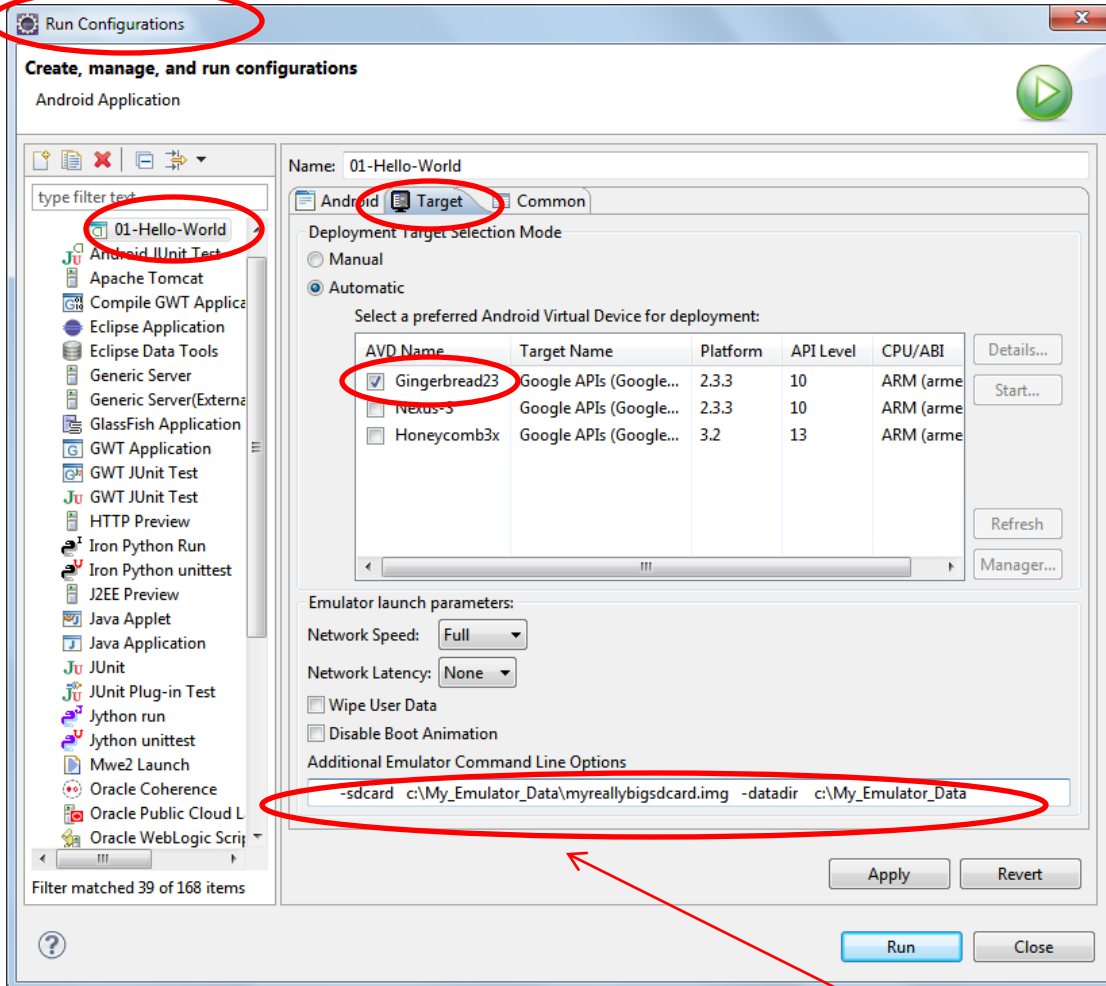 Run Configurations
x
Create, manage, and run configurations
Android Application
type filter text
01-Hello-World
Android JUnit Test
Apache Tomcat
Compile GWT Applica
Eclipse Application
Eclipse Data Tools
Generic Server
Generic Server(Externa
GlassFish Application
GWT Application
GWT JUnit Test
GWT JUnit Test
HTTP Preview
Iron Python Run
Iron Python unittest
J2EE Preview
Java Applet
Java Application
JUnit
JUnit Plug-in Test
Jython run
Jython unittest
Mwe2 Launch
Oracle Coherence
Oracle Public Cloud L
Oracle WebLogic Scrip
Filter matched 39 of 168 items
Name: 01-Hello-World
Android Target Common
Deployment Target Selection Mode
Manual
Automatic
Select a preferred Android Virtual Device for deployment:
AVD Name Target Name Platform API Level CPU/ABI
Gingerbread23 Google APIs (Google... 2.3.3 10 ARM (arme
Nexus-S Google APIs (Google... 2.3.3 10 ARM (arme
Honeycomb3x Google APIs (Google... 3.2 13 ARM (arme
Details...
Start...
Refresh
Manager...
Emulator launch parameters:
Network Speed: Full
Network Latency: None
Wipe User Data
Disable Boot Animation
Additional Emulator Command Line Options
-sdcard c:\My_Emulator_Data\myreallybigsdcard.img -datadir c:\My_Emulator_Data
Apply Revert
? Run Close